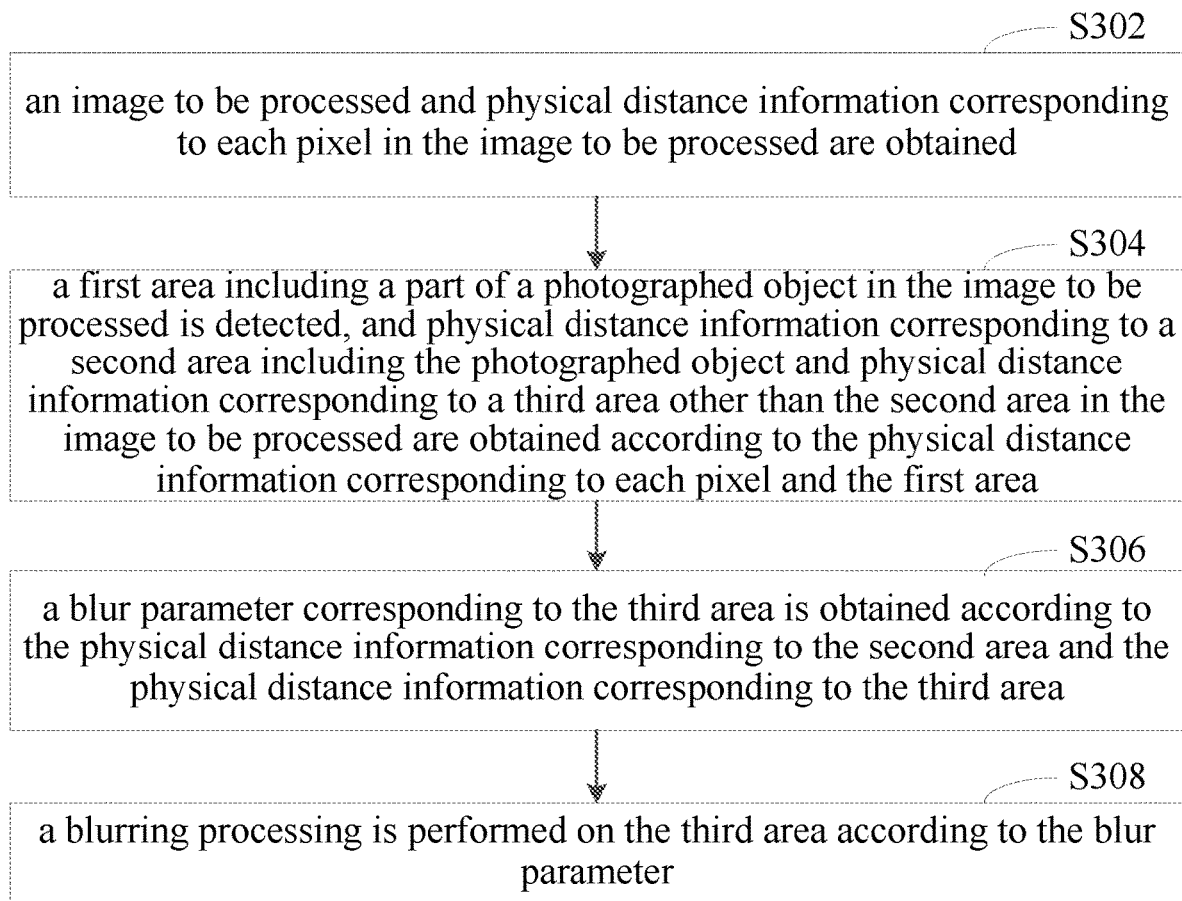 S302
an image to be processed and physical distance information corresponding
to each pixel in the image to be processed are obtained
S304
a first area including a part of a photographed object in the image to be
processed is detected, and physical distance information corresponding to a
second area including the photographed object and physical distance
information corresponding to a third area other than the second area in the
image to be processed are obtained according to the physical distance
information corresponding to each pixel and the first area
S306
a blur parameter corresponding to the third area is obtained according to
the physical distance information corresponding to the second area and the
physical distance information corresponding to the third area
S308
a blurring processing is performed on the third area according to the blur
parameter